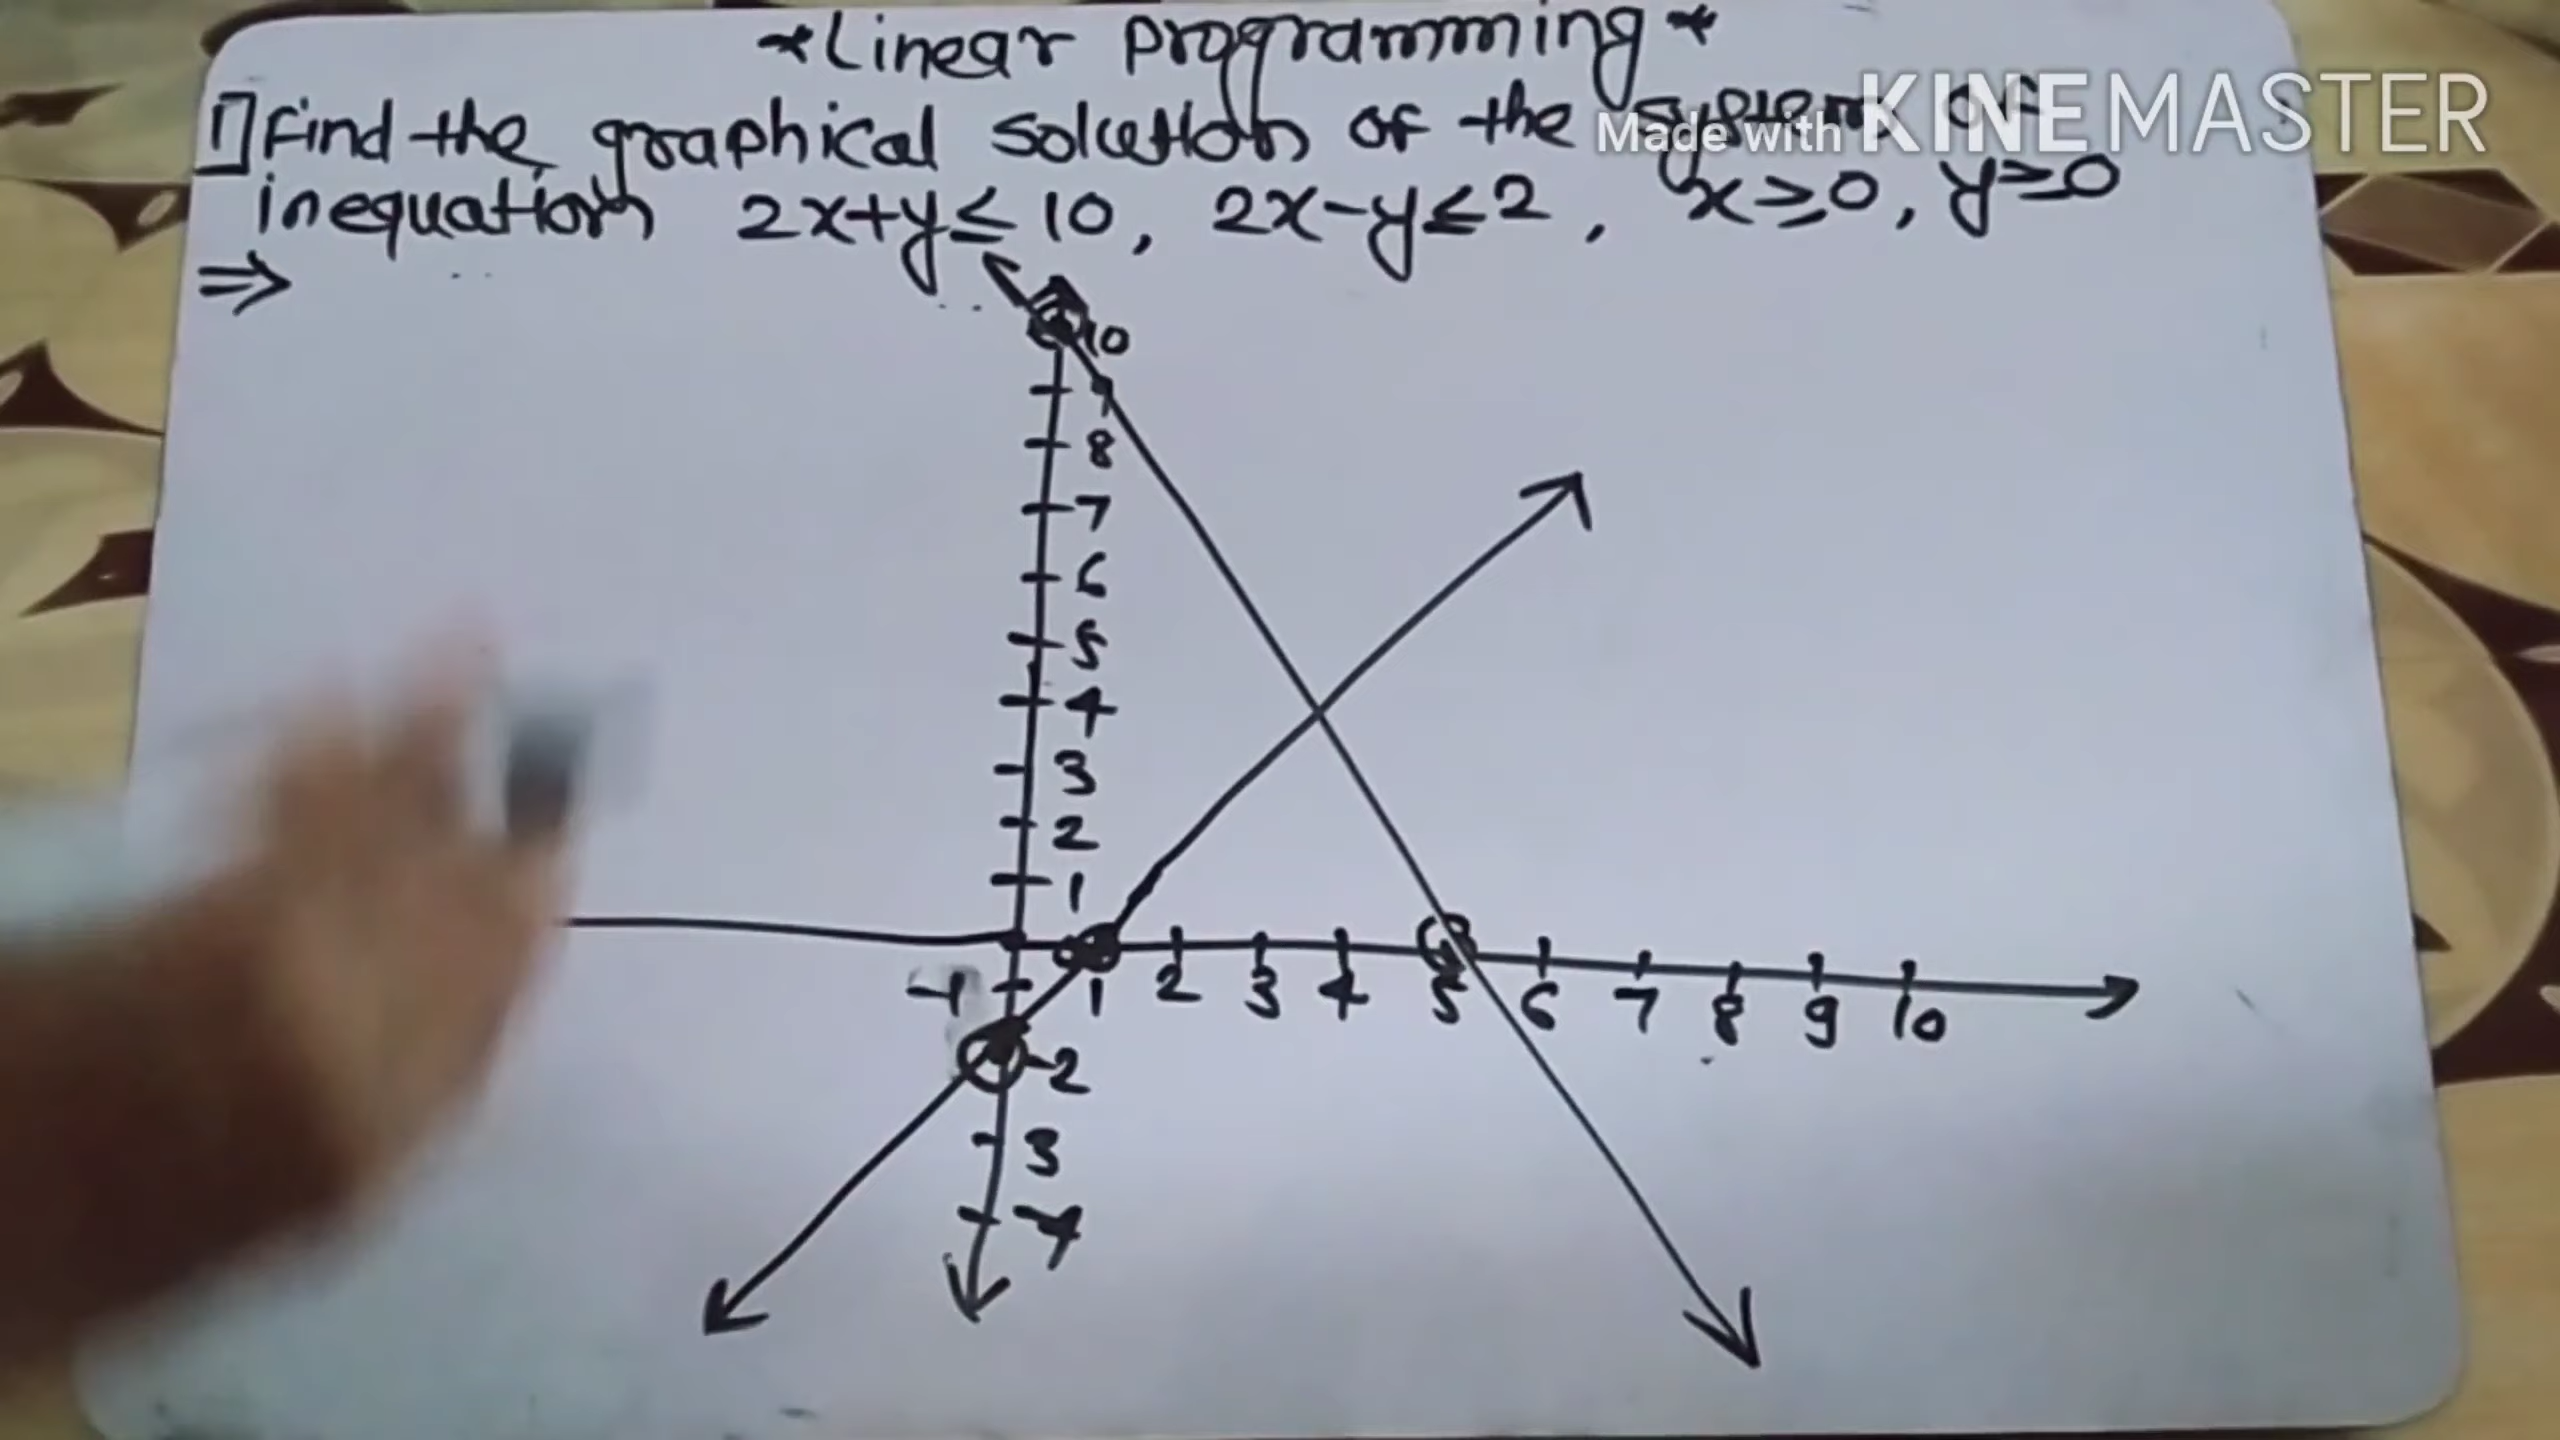 *Linear programming*
1] Find the graphical solution of the system of
inequations 2x+y≤10, 2x-y≤2, x≥0, y≥0
⇒
Made with KINEMASTER
10
9
8
7
6
5
4
3
2
1
-1 1 2 3 4 5 6 7 8 9 10
-2
3
-4